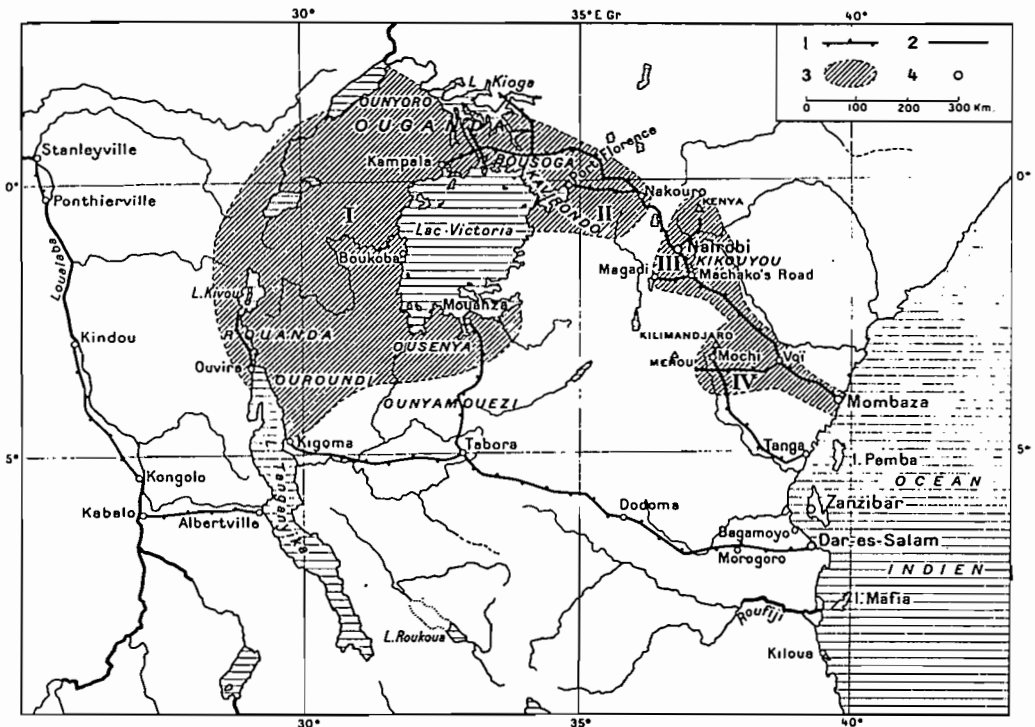 30°
35° E Gr
40°
1
2
3
4
0 100 200 300 Km.
L. Kioga
OUNYORO
OUGANDA
Stanleyville
Port Florence
Kampala
BOUSOGA
0°
0°
Ponthierville
KAVIRONDO
Nakouro
I
II
KENYA
Loualaba
Lac Victoria
Nairobi
Boukoba
III
KIKOUYOU
Magadi
Machako's Road
L. Kivou
Mouanza
ROUANDA
KILIMANDJARO
Kindou
OUSENYA
MEROU
Mochi
Voï
Ouvira
OUROUNDI
IV
OUNYAMOUEZI
Mombaza
Kigoma
Tabora
Tanga
5°
5°
I. Pemba
L. Tanganyika
Kongolo
OCEAN
Zanzibar
Kabalo
Albertville
Dodoma
Bagamoyo
Dar-es-Salam
Morogoro
INDIEN
I. Mafia
Roufiji
L. Roukoua
Kiloua
30°
35°
40°